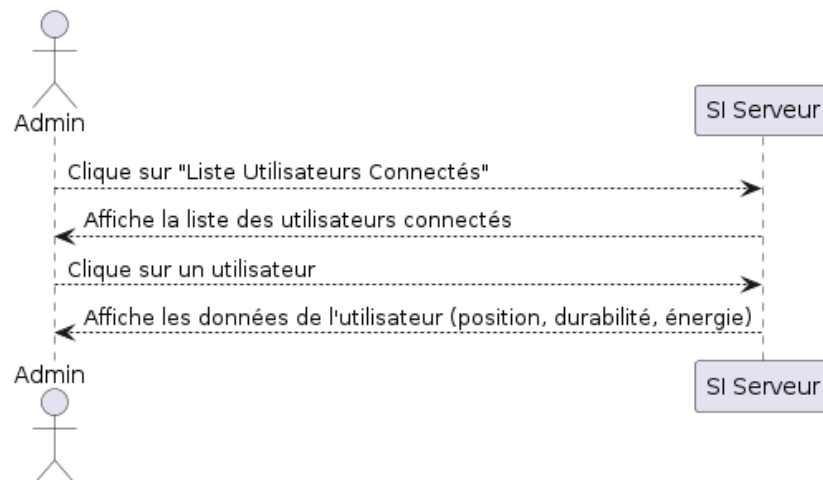 Admin
SI Serveur
Clique sur "Liste Utilisateurs Connectés"
Affiche la liste des utilisateurs connectés
Clique sur un utilisateur
Affiche les données de l'utilisateur (position, durabilité, énergie)
Admin
SI Serveur